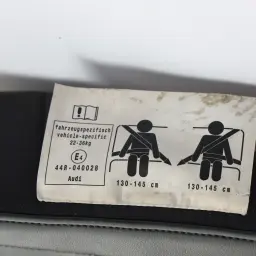 fahrzeugspezifisch
vehicle-specific
22-36kg
E4
448-040028
Audi
130-145 cm
130-145 cm